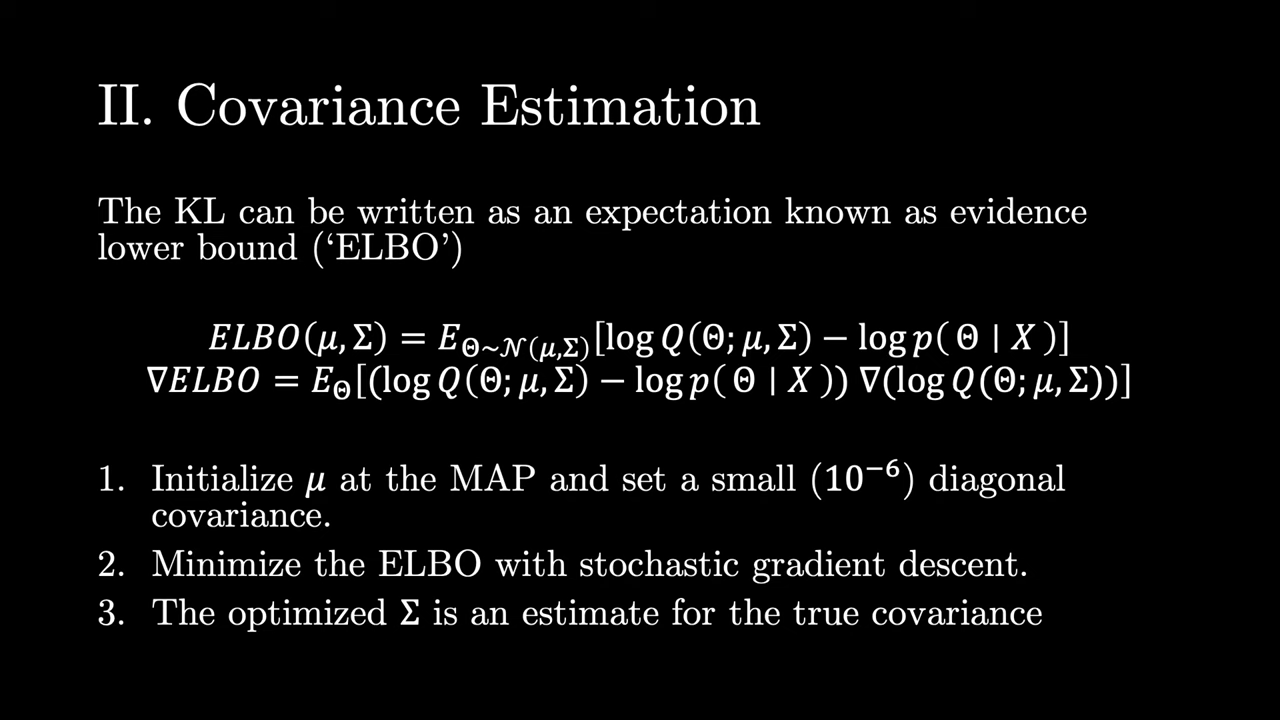 II. Covariance Estimation
The KL can be written as an expectation known as evidence
lower bound (‘ELBO’)
𝐸𝐿𝐵𝑂(𝜇, Σ) = 𝐸_{Θ~𝒩(𝜇,Σ)}[log 𝑄(Θ; 𝜇, Σ) − log 𝑝( Θ ∣ 𝑋 )]
∇𝐸𝐿𝐵𝑂 = 𝐸_Θ[(log 𝑄(Θ; 𝜇, Σ) − log 𝑝( Θ ∣ 𝑋 )) ∇(log 𝑄(Θ; 𝜇, Σ))]
1. Initialize 𝜇 at the MAP and set a small (10⁻⁶) diagonal
covariance.
2. Minimize the ELBO with stochastic gradient descent.
3. The optimized Σ is an estimate for the true covariance